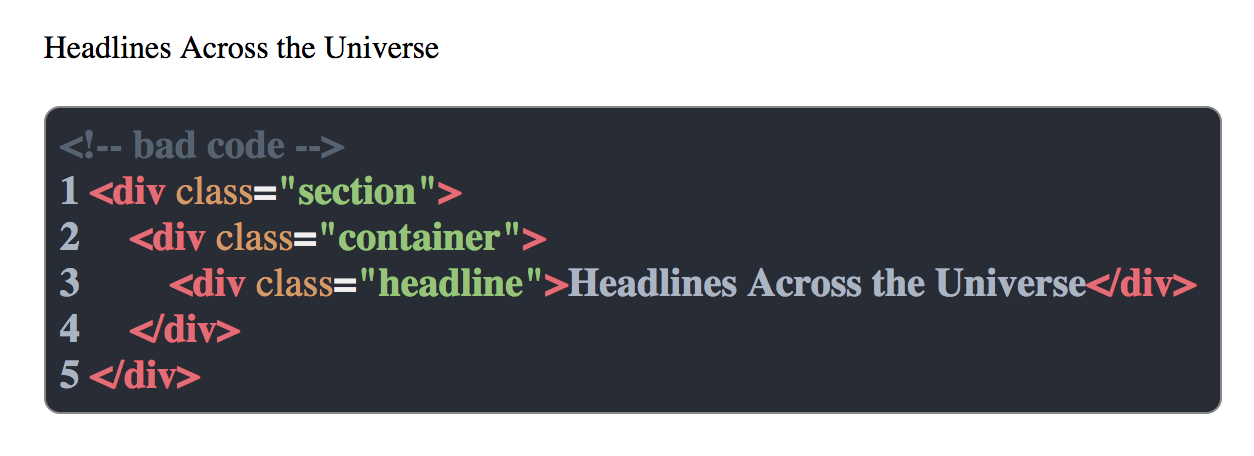 Headlines Across the Universe
<!-- bad code -->
1 <div class="section">
2 <div class="container">
3 <div class="headline">Headlines Across the Universe</div>
4 </div>
5 </div>